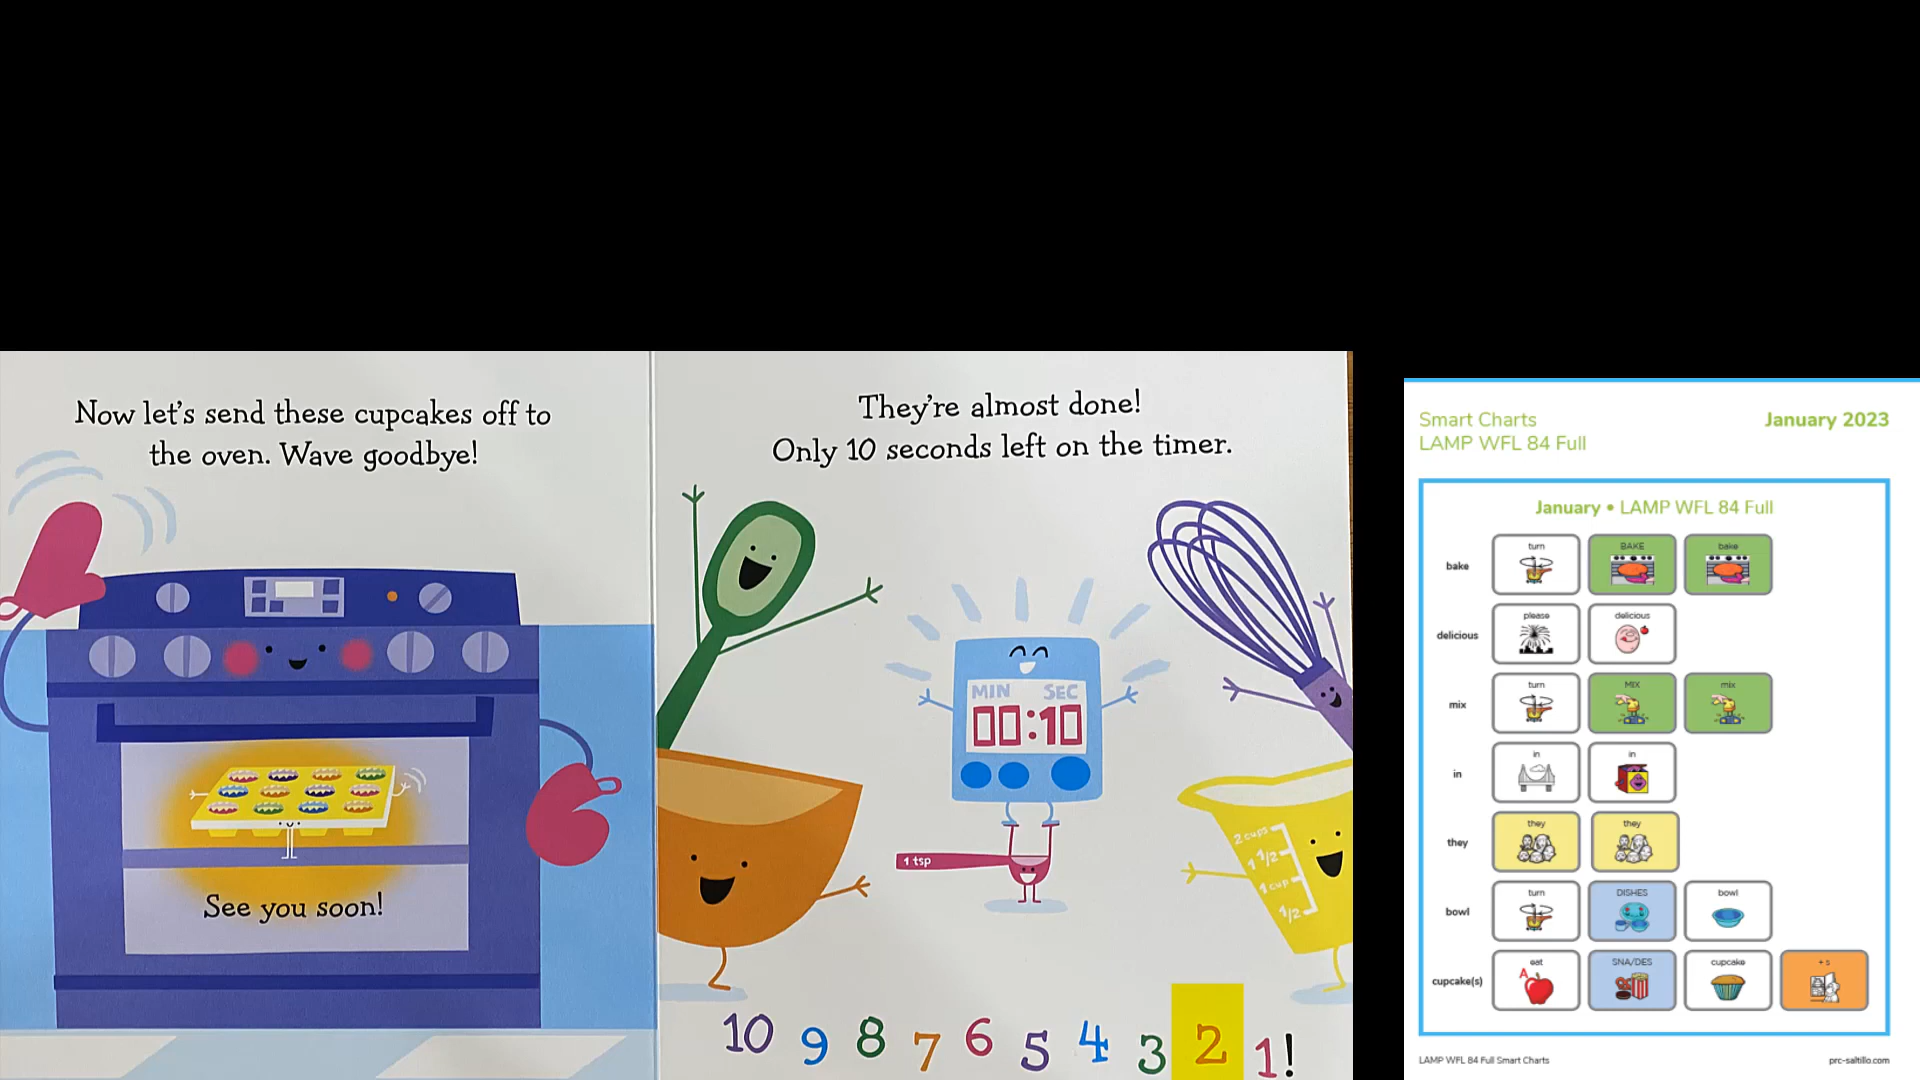 Now let's send these cupcakes off to
the oven. Wave goodbye!
See you soon!
They're almost done!
Only 10 seconds left on the timer.
MIN SEC
00:10
1 tsp
2 cups
1 1/2
1 cup
1/2
10 9 8 7 6 5 4 3 2 1!
Smart Charts
LAMP WFL 84 Full
January 2023
January • LAMP WFL 84 Full
bake turn BAKE bake
delicious please delicious
mix turn MIX mix
in in in
they they they
bowl turn DISHES bowl
cupcake(s) eat A SNA/DES cupcake +s
LAMP WFL 84 Full Smart Charts
prc-saltillo.com